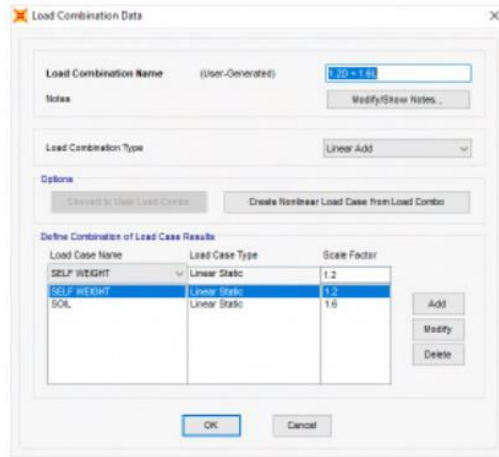 Load Combination Data
Load Combination Name (User-Generated) 1.2D + 1.6L
Notes Modify/Show Notes...
Load Combination Type Linear Add
Options
Convert to User Load Combo Create Nonlinear Load Case from Load Combo
Define Combination of Load Case Results
Load Case Name Load Case Type Scale Factor
SELF WEIGHT Linear Static 1.2
SELF WEIGHT Linear Static 1.2
SOIL Linear Static 1.6
Add
Modify
Delete
OK Cancel